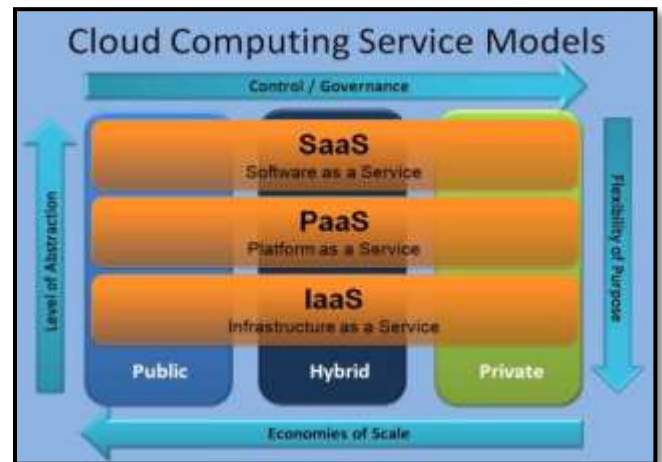 Cloud Computing Service Models
Control / Governance
Level of Abstraction
SaaS
Software as a Service
PaaS
Platform as a Service
IaaS
Infrastructure as a Service
Flexibility of Purpose
Public
Hybrid
Private
Economies of Scale